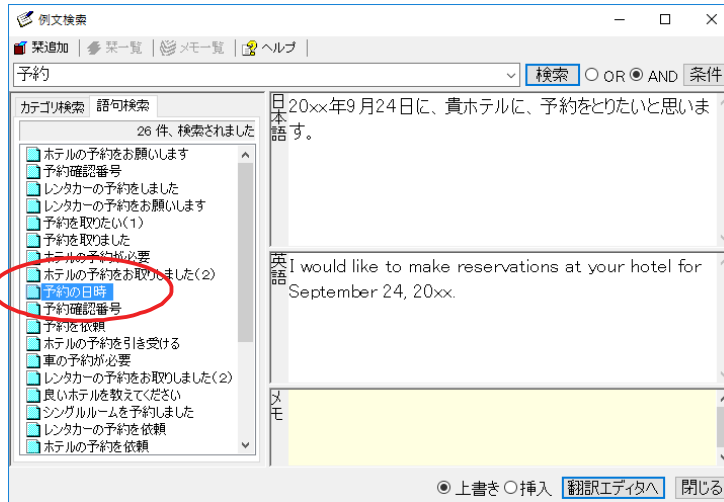 例文検索
栞追加 栞一覧 メモ一覧 ヘルプ
予約 検索 OR AND 条件
カテゴリ検索 語句検索
26 件、検索されました
ホテルの予約をお願いします
予約確認番号
レンタカーの予約をしました
レンタカーの予約をお願いします
予約を取りたい(1)
予約を取りました
ホテルの予約が必要
ホテルの予約をお取りしました(2)
予約の日時
予約確認番号
予約を依頼
ホテルの予約を引き受ける
車の予約が必要
レンタカーの予約をお取りしました(2)
良いホテルを教えてください
シングルルームを予約しました
レンタカーの予約を依頼
ホテルの予約を依頼
日本語
20xx年9月24日に、貴ホテルに、予約をとりたいと思いま
す。
英語
I would like to make reservations at your hotel for
September 24, 20xx.
メモ
上書き 挿入 翻訳エディタへ 閉じる